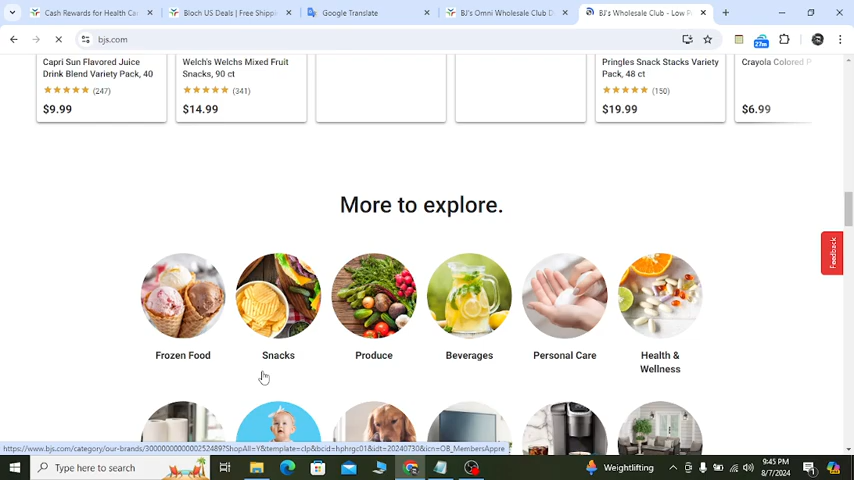 Cash Rewards for Health Ca
Bloch US Deals | Free Shippin
Google Translate
BJ's Omni Wholesale Club D
BJ's Wholesale Club - Low P
bjs.com
27m
Capri Sun Flavored Juice
Drink Blend Variety Pack, 40
(247)
$9.99
Welch's Welchs Mixed Fruit
Snacks, 90 ct
(341)
$14.99
Pringles Snack Stacks Variety
Pack, 48 ct
(150)
$19.99
Crayola Colored P
$6.99
More to explore.
Feedback
Frozen Food
Snacks
Produce
Beverages
Personal Care
Health &
Wellness
https://www.bjs.com/category/our-brands/3000000000000252489?ShopAll=Y&template=clp&bcid=hphrgc01&idt=20240730&icn=OB_MembersAppre
Type here to search
Weightlifting
9:45 PM
8/7/2024